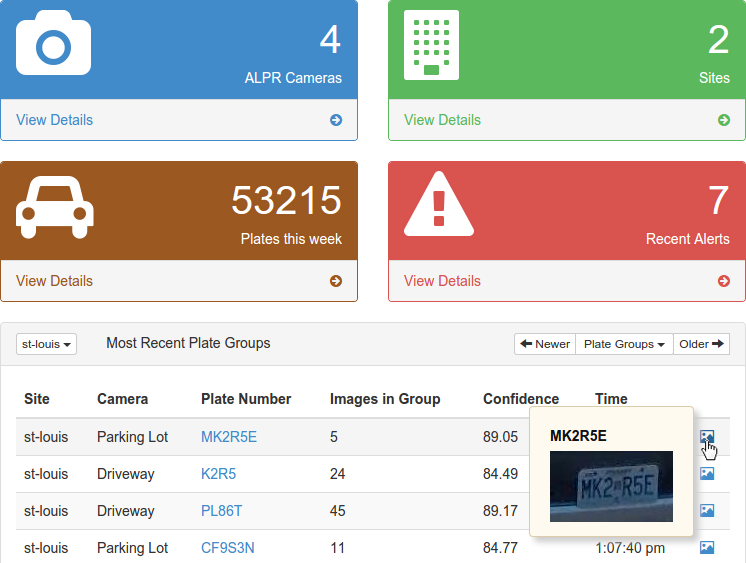 4
ALPR Cameras
View Details
2
Sites
View Details
53215
Plates this week
View Details
7
Recent Alerts
View Details
st-louis Most Recent Plate Groups Newer Plate Groups Older
Site Camera Plate Number Images in Group Confidence Time
st-louis Parking Lot MK2R5E 5 89.05
MK2R5E
MK2 R5E
st-louis Driveway K2R5 24 84.49
st-louis Driveway PL86T 45 89.17
st-louis Parking Lot CF9S3N 11 84.77 1:07:40 pm